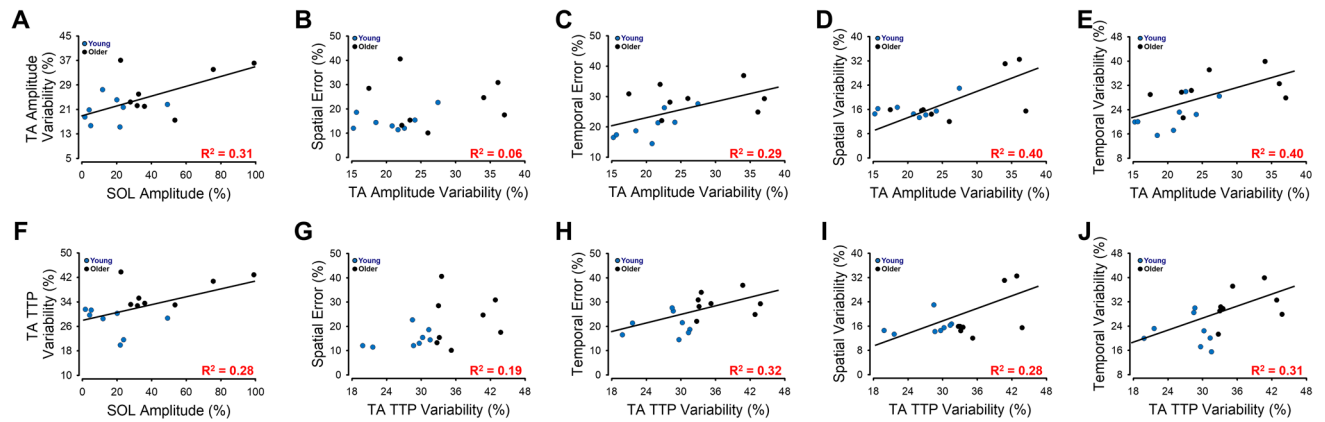 A
TA Amplitude
Variability (%)
45
37
29
21
13
5
Young
Older
R² = 0.31
0 20 40 60 80 100
SOL Amplitude (%)
B
Spatial Error (%)
50
40
30
20
10
0
Young
Older
R² = 0.06
15 20 25 30 35 40
TA Amplitude Variability (%)
C
Temporal Error (%)
50
40
30
20
10
Young
Older
R² = 0.29
15 20 25 30 35 40
TA Amplitude Variability (%)
D
Spatial Variability (%)
40
32
24
16
8
0
Young
Older
R² = 0.40
15 20 25 30 35 40
TA Amplitude Variability (%)
E
Temporal Variability (%)
48
40
32
24
16
8
Young
Older
R² = 0.40
15 20 25 30 35 40
TA Amplitude Variability (%)
F
TA TTP
Variability (%)
50
42
34
26
18
10
Young
Older
R² = 0.28
0 20 40 60 80 100
SOL Amplitude (%)
G
Spatial Error (%)
50
40
30
20
10
0
Young
Older
R² = 0.19
18 24 30 36 42 48
TA TTP Variability (%)
H
Temporal Error (%)
50
40
30
20
10
0
Young
Older
R² = 0.32
18 24 30 36 42 48
TA TTP Variability (%)
I
Spatial Variability (%)
40
32
24
16
8
0
Young
Older
R² = 0.28
18 24 30 36 42 48
TA TTP Variability (%)
J
Temporal Variability (%)
48
40
32
24
16
8
Young
Older
R² = 0.31
18 24 30 36 42 48
TA TTP Variability (%)